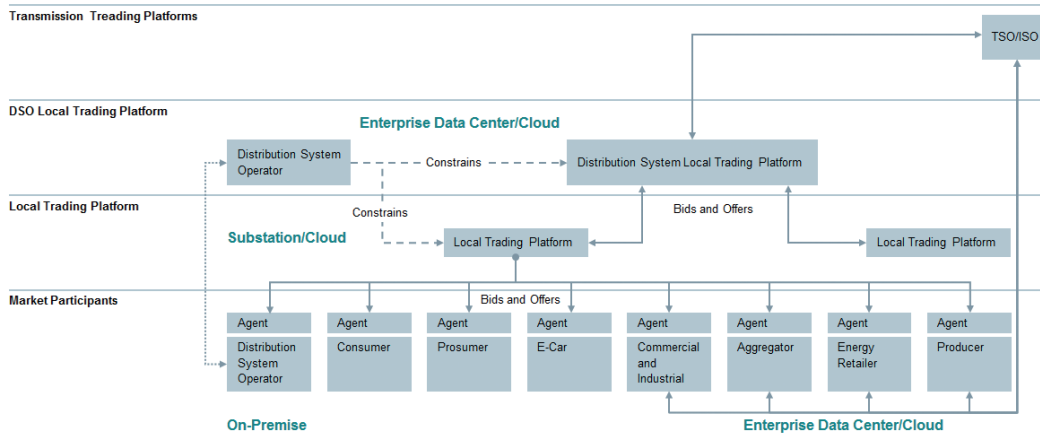 Transmission Treading Platforms
TSO/ISO
DSO Local Trading Platform
Enterprise Data Center/Cloud
Distribution System
Operator
Constrains
Distribution System Local Trading Platform
Local Trading Platform
Constrains
Bids and Offers
Substation/Cloud
Local Trading Platform
Local Trading Platform
Market Participants
Bids and Offers
Agent
Agent
Agent
Agent
Agent
Agent
Agent
Agent
Distribution
System
Operator
Consumer
Prosumer
E-Car
Commercial
and
Industrial
Aggregator
Energy
Retailer
Producer
On-Premise
Enterprise Data Center/Cloud